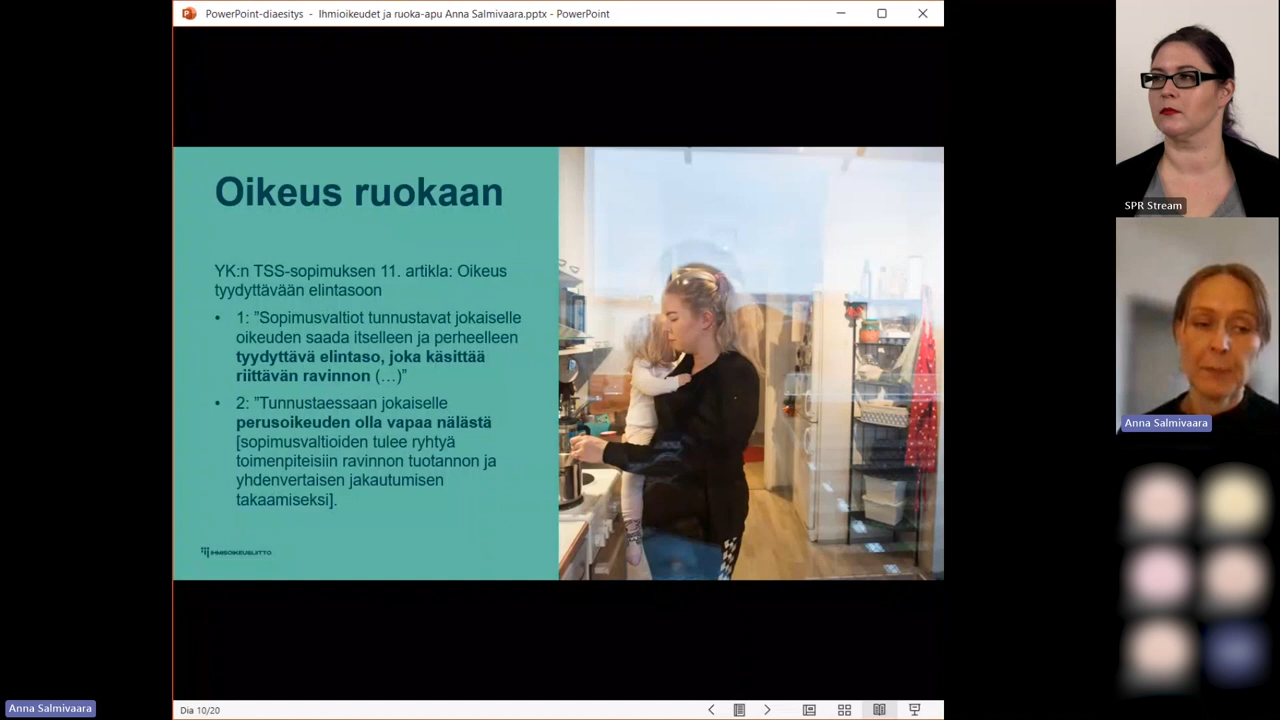 PowerPoint-diaesitys - Ihmioikeudet ja ruoka-apu Anna Salmivaara.pptx - PowerPoint
Oikeus ruokaan
YK:n TSS-sopimuksen 11. artikla: Oikeus
tyydyttävään elintasoon
• 1: ”Sopimusvaltiot tunnustavat jokaiselle
oikeuden saada itselleen ja perheelleen
tyydyttävä elintaso, joka käsittää
riittävän ravinnon (…)”
• 2: ”Tunnustaessaan jokaiselle
perusoikeuden olla vapaa nälästä
[sopimusvaltioiden tulee ryhtyä
toimenpiteisiin ravinnon tuotannon ja
yhdenvertaisen jakautumisen
takaamiseksi].
IHMISOIKEUSLIITTO
SPR Stream
Anna Salmivaara
Anna Salmivaara
Dia 10/20